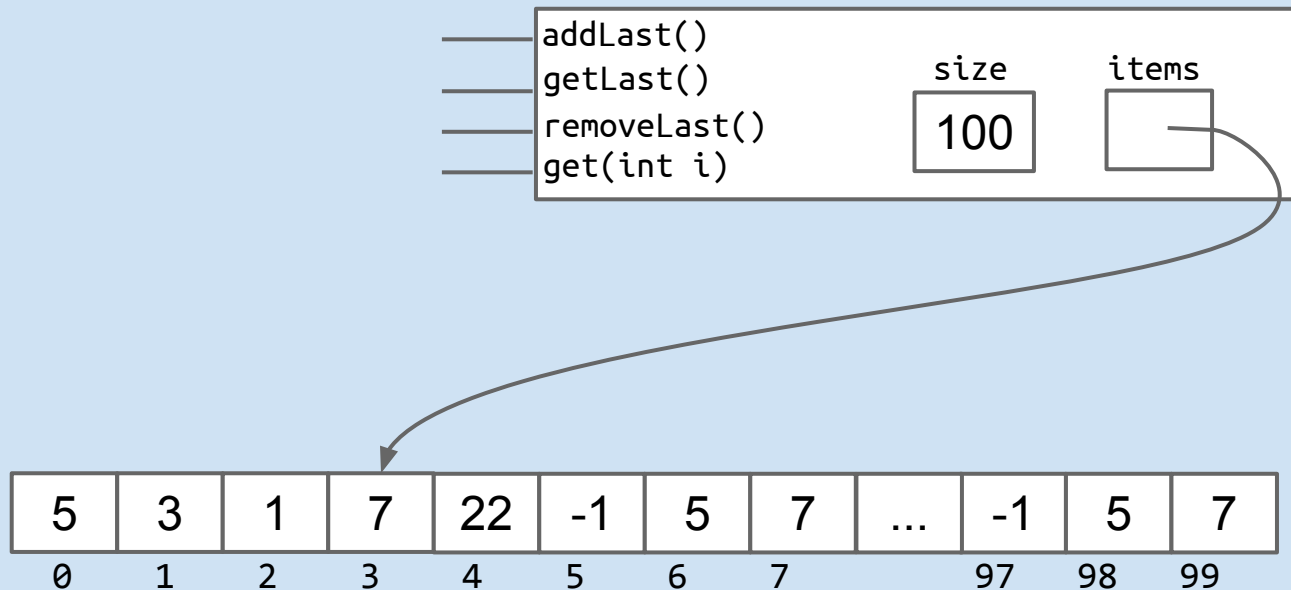 addLast()
getLast()
removeLast()
get(int i)
size
items
100
5 3 1 7 22 -1 5 7 ... -1 5 7
0 1 2 3 4 5 6 7 97 98 99